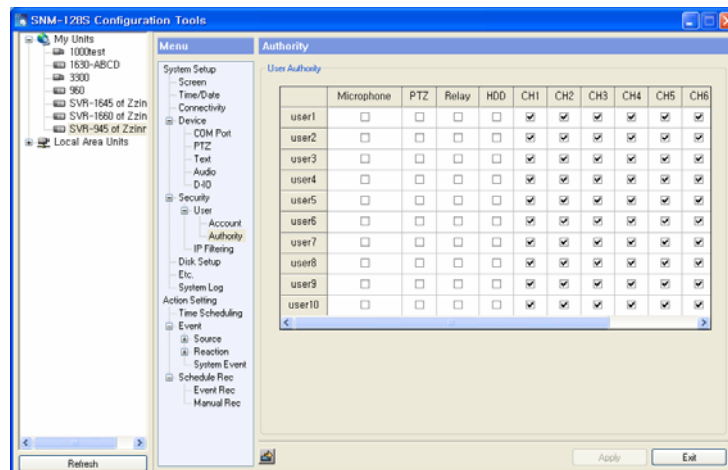 SNM-128S Configuration Tools
My Units
1000test
1630-ABCD
3300
960
SVR-1645 of Zzin
SVR-1660 of Zzin
SVR-945 of Zzinr
Local Area Units
Refresh
Menu
System Setup
Screen
Time/Date
Connectivity
Device
COM Port
PTZ
Text
Audio
D-IO
Security
User
Account
Authority
IP Filtering
Disk Setup
Etc.
System Log
Action Setting
Time Scheduling
Event
Source
Reaction
System Event
Schedule Rec
Event Rec
Manual Rec
Authority
User Authority
Microphone PTZ Relay HDD CH1 CH2 CH3 CH4 CH5 CH6
user1
user2
user3
user4
user5
user6
user7
user8
user9
user10
Apply Exit